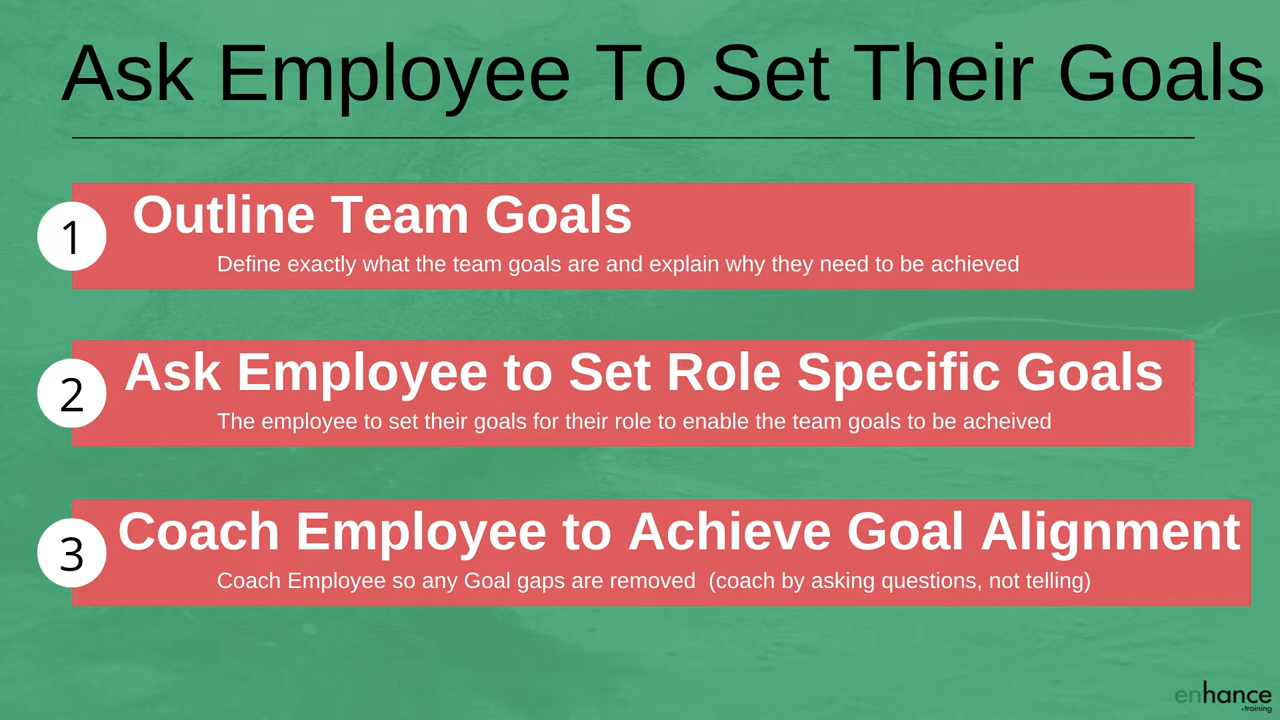 Ask Employee To Set Their Goals
1
Outline Team Goals
Define exactly what the team goals are and explain why they need to be achieved
2
Ask Employee to Set Role Specific Goals
The employee to set their goals for their role to enable the team goals to be acheived
3
Coach Employee to Achieve Goal Alignment
Coach Employee so any Goal gaps are removed  (coach by asking questions, not telling)
enhance
+training